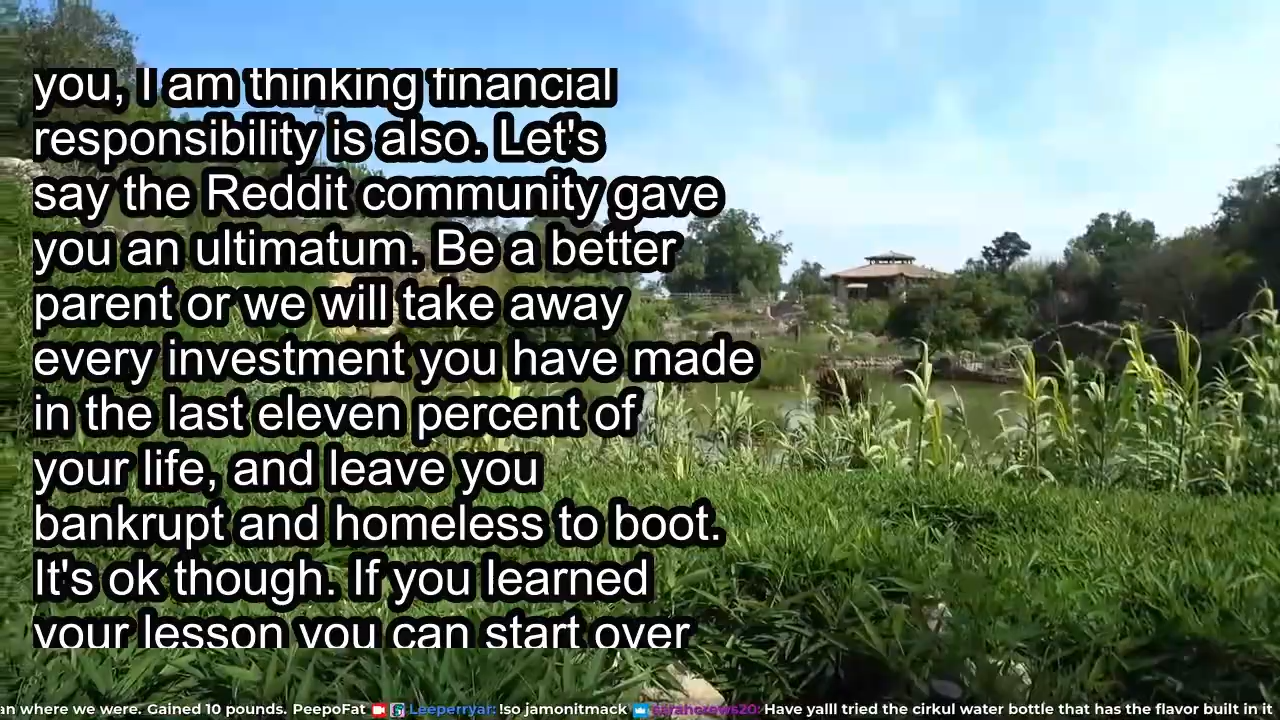 you, I am thinking financial
responsibility is also. Let's
say the Reddit community gave
you an ultimatum. Be a better
parent or we will take away
every investment you have made
in the last eleven percent of
your life, and leave you
bankrupt and homeless to boot.
It's ok though. If you learned
your lesson you can start over
an where we were. Gained 10 pounds. PeepoFat Leeperryar: !so jamonitmack sarahcrews20: Have yalll tried the cirkul water bottle that has the flavor built in it